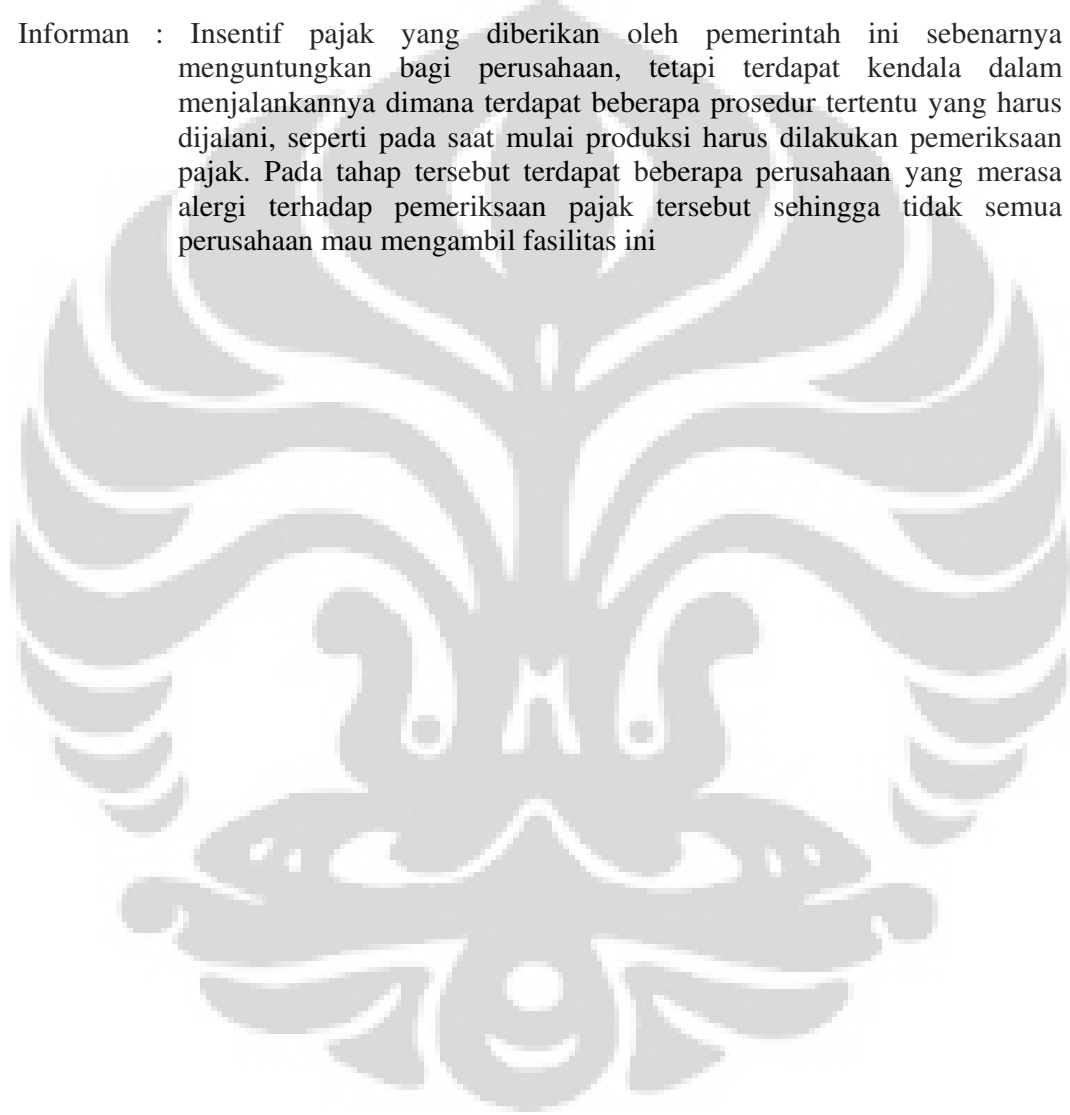 Informan : Insentif pajak yang diberikan oleh pemerintah ini sebenarnya
menguntungkan bagi perusahaan, tetapi terdapat kendala dalam
menjalankannya dimana terdapat beberapa prosedur tertentu yang harus
dijalani, seperti pada saat mulai produksi harus dilakukan pemeriksaan
pajak. Pada tahap tersebut terdapat beberapa perusahaan yang merasa
alergi terhadap pemeriksaan pajak tersebut sehingga tidak semua
perusahaan mau mengambil fasilitas ini